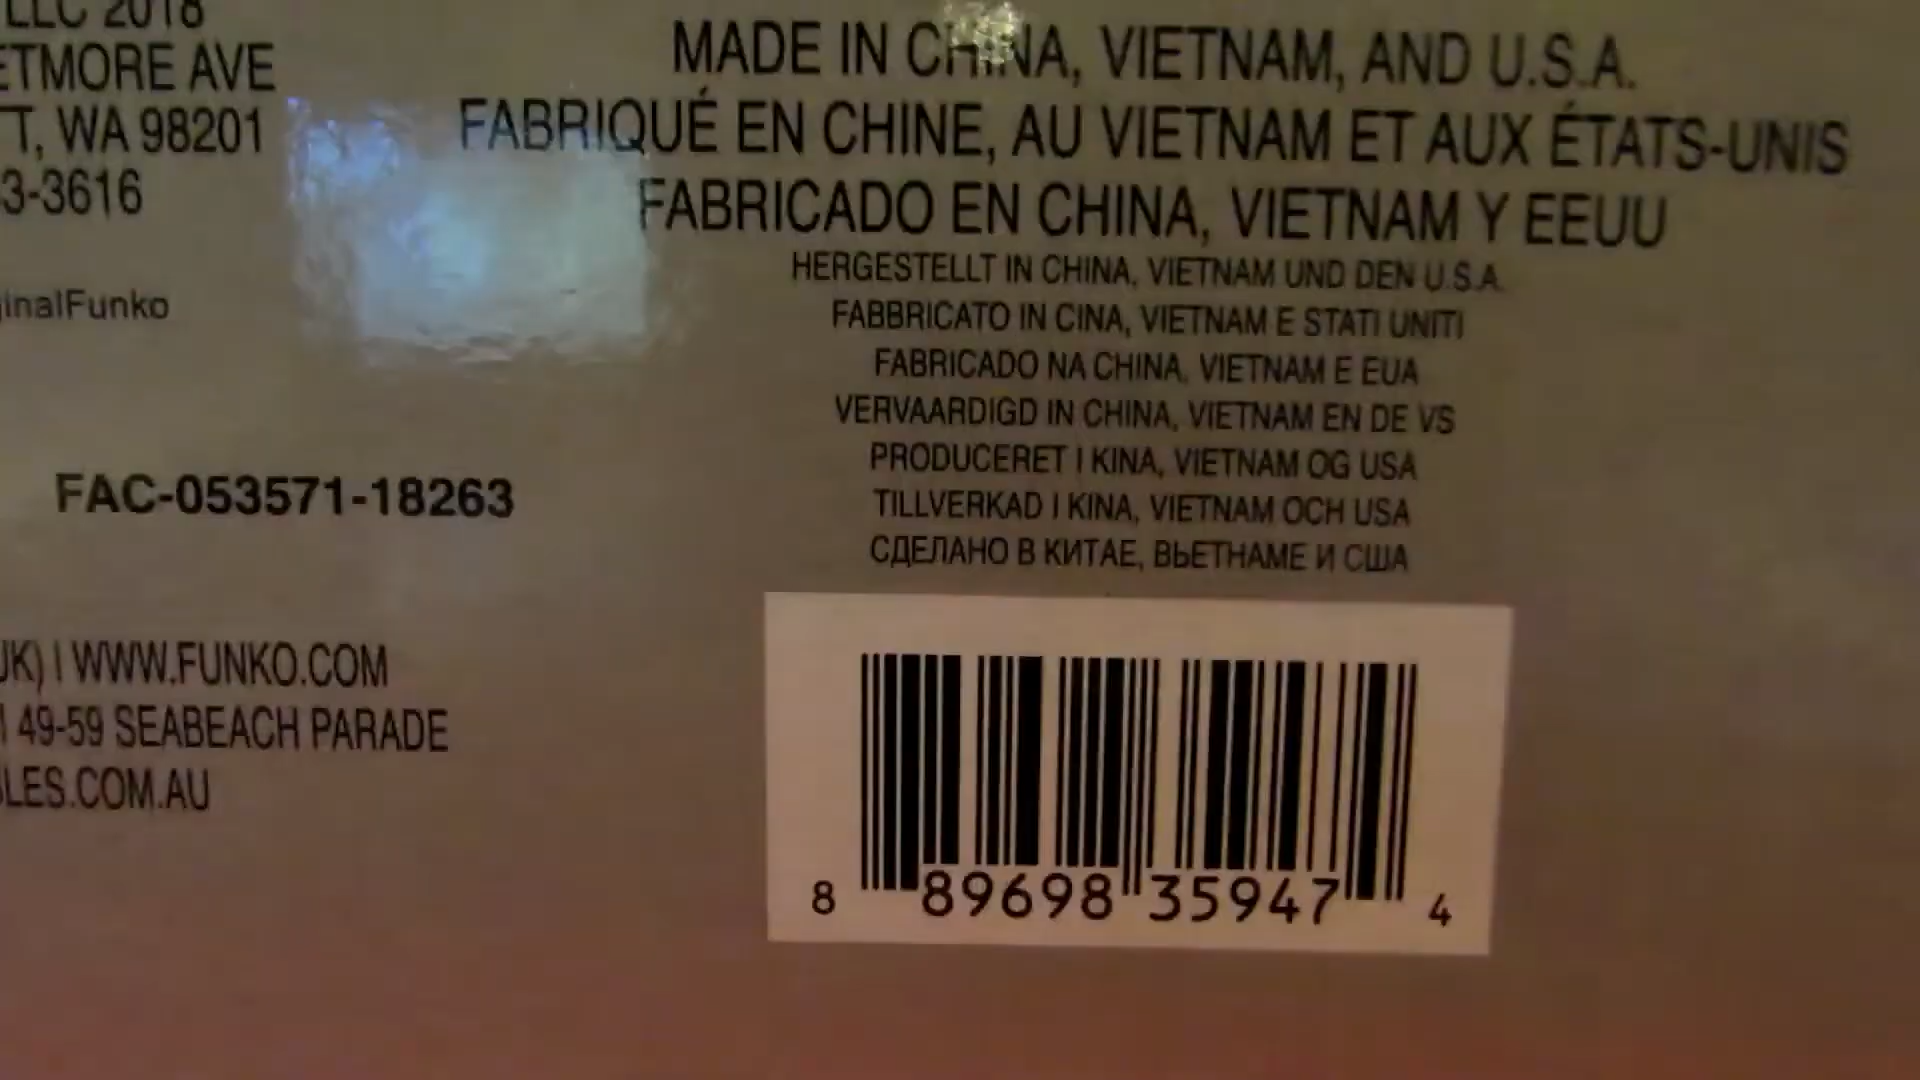 LLC 2018
ETMORE AVE
T, WA 98201
3-3616
inalFunko
FAC-053571-18263
UK) | WWW.FUNKO.COM
49-59 SEABEACH PARADE
LES.COM.AU
MADE IN CHINA, VIETNAM, AND U.S.A.
FABRIQUÉ EN CHINE, AU VIETNAM ET AUX ÉTATS-UNIS
FABRICADO EN CHINA, VIETNAM Y EEUU
HERGESTELLT IN CHINA, VIETNAM UND DEN U.S.A.
FABBRICATO IN CINA, VIETNAM E STATI UNITI
FABRICADO NA CHINA, VIETNAM E EUA
VERVAARDIGD IN CHINA, VIETNAM EN DE VS
PRODUCERET I KINA, VIETNAM OG USA
TILLVERKAD I KINA, VIETNAM OCH USA
СДЕЛАНО В КИТАЕ, ВЬЕТНАМЕ И США
8 89698 35947 4